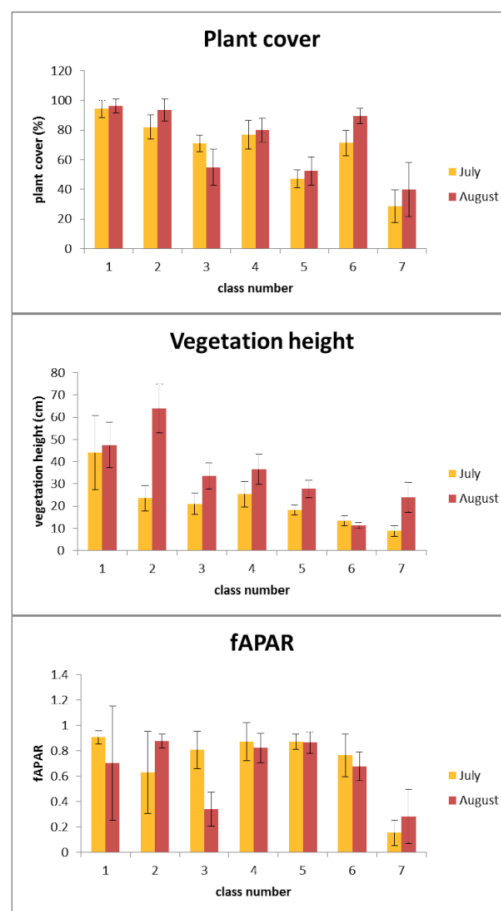 Plant cover
120
100
80
60
40
20
0
plant cover (%)
1 2 3 4 5 6 7
class number
July
August
Vegetation height
80
70
60
50
40
30
20
10
0
vegetation height (cm)
1 2 3 4 5 6 7
class number
July
August
fAPAR
1.4
1.2
1
0.8
0.6
0.4
0.2
0
fAPAR
1 2 3 4 5 6 7
class number
July
August